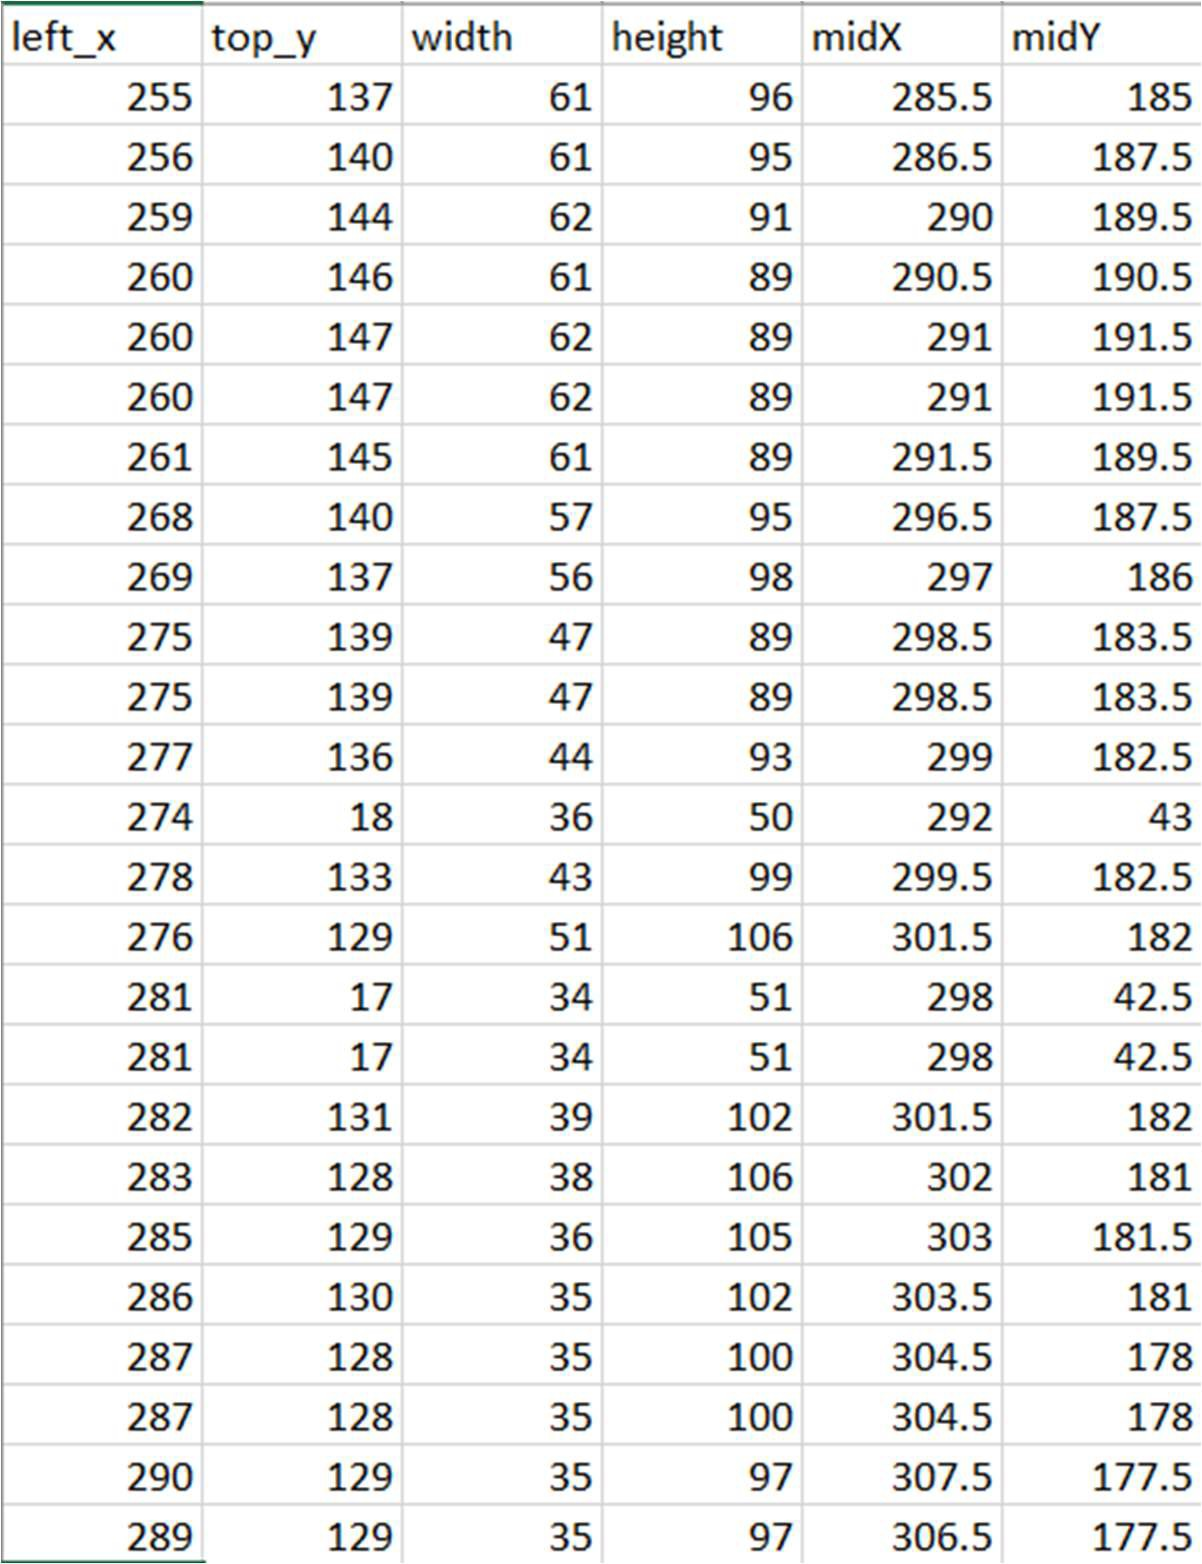 left_x top_y width height midX midY
255 137 61 96 285.5 185
256 140 61 95 286.5 187.5
259 144 62 91 290 189.5
260 146 61 89 290.5 190.5
260 147 62 89 291 191.5
260 147 62 89 291 191.5
261 145 61 89 291.5 189.5
268 140 57 95 296.5 187.5
269 137 56 98 297 186
275 139 47 89 298.5 183.5
275 139 47 89 298.5 183.5
277 136 44 93 299 182.5
274 18 36 50 292 43
278 133 43 99 299.5 182.5
276 129 51 106 301.5 182
281 17 34 51 298 42.5
281 17 34 51 298 42.5
282 131 39 102 301.5 182
283 128 38 106 302 181
285 129 36 105 303 181.5
286 130 35 102 303.5 181
287 128 35 100 304.5 178
287 128 35 100 304.5 178
290 129 35 97 307.5 177.5
289 129 35 97 306.5 177.5